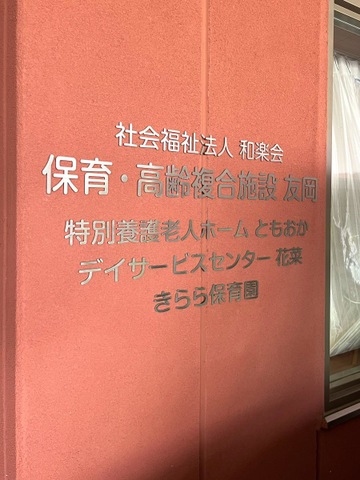 社会福祉法人 和楽会
保育・高齢複合施設 友岡
特別養護老人ホーム ともおか
デイサービスセンター 花菜
きらら保育園